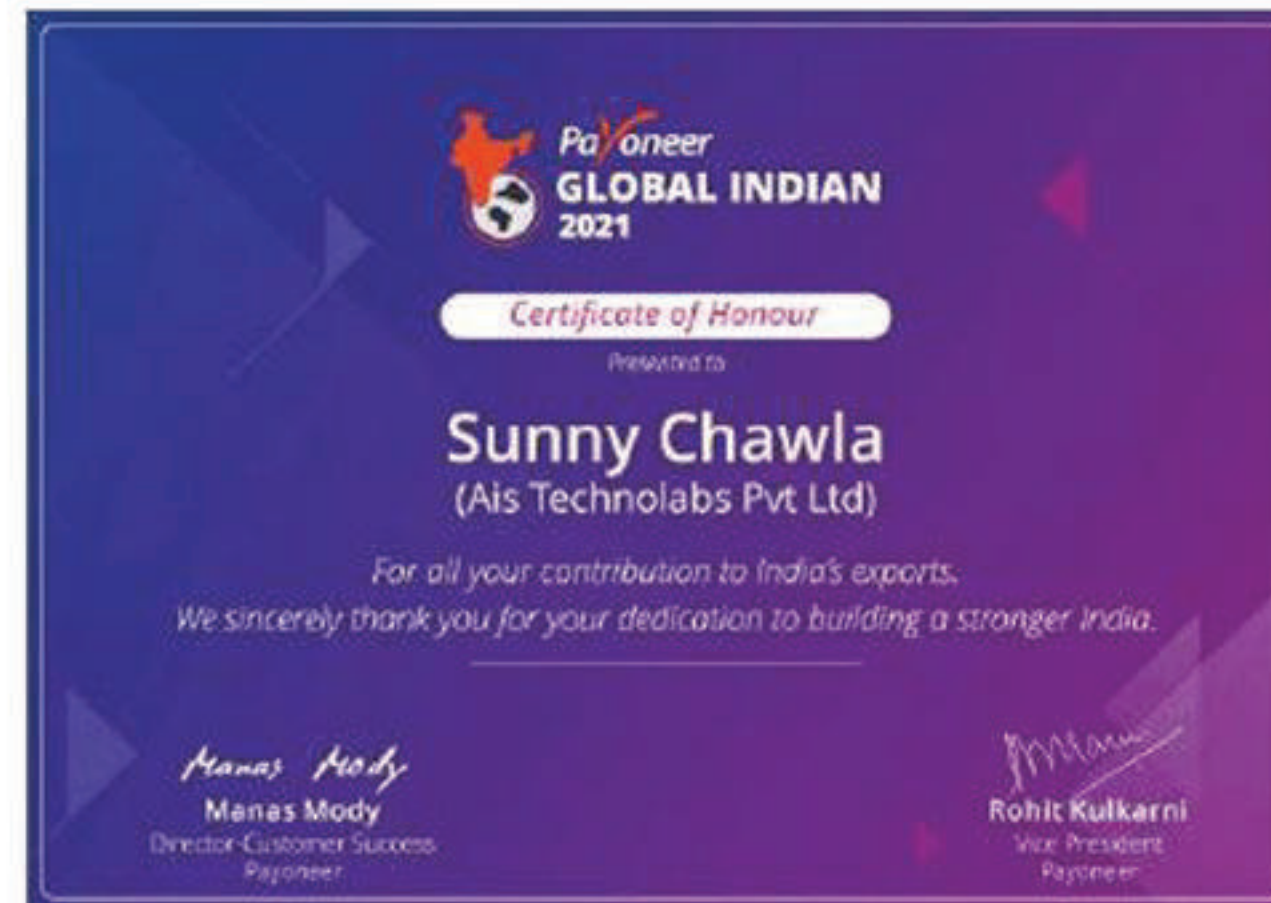 Payoneer
GLOBAL INDIAN
2021
Certificate of Honour
Presented to
Sunny Chawla
(Ais Technolabs Pvt Ltd)
For all your contribution to India's exports.
We sincerely thank you for your dedication to building a stronger India.
Manas Mody
Manas Mody
Director-Customer Success
Payoneer
Rohit Kulkarni
Vice President
Payoneer